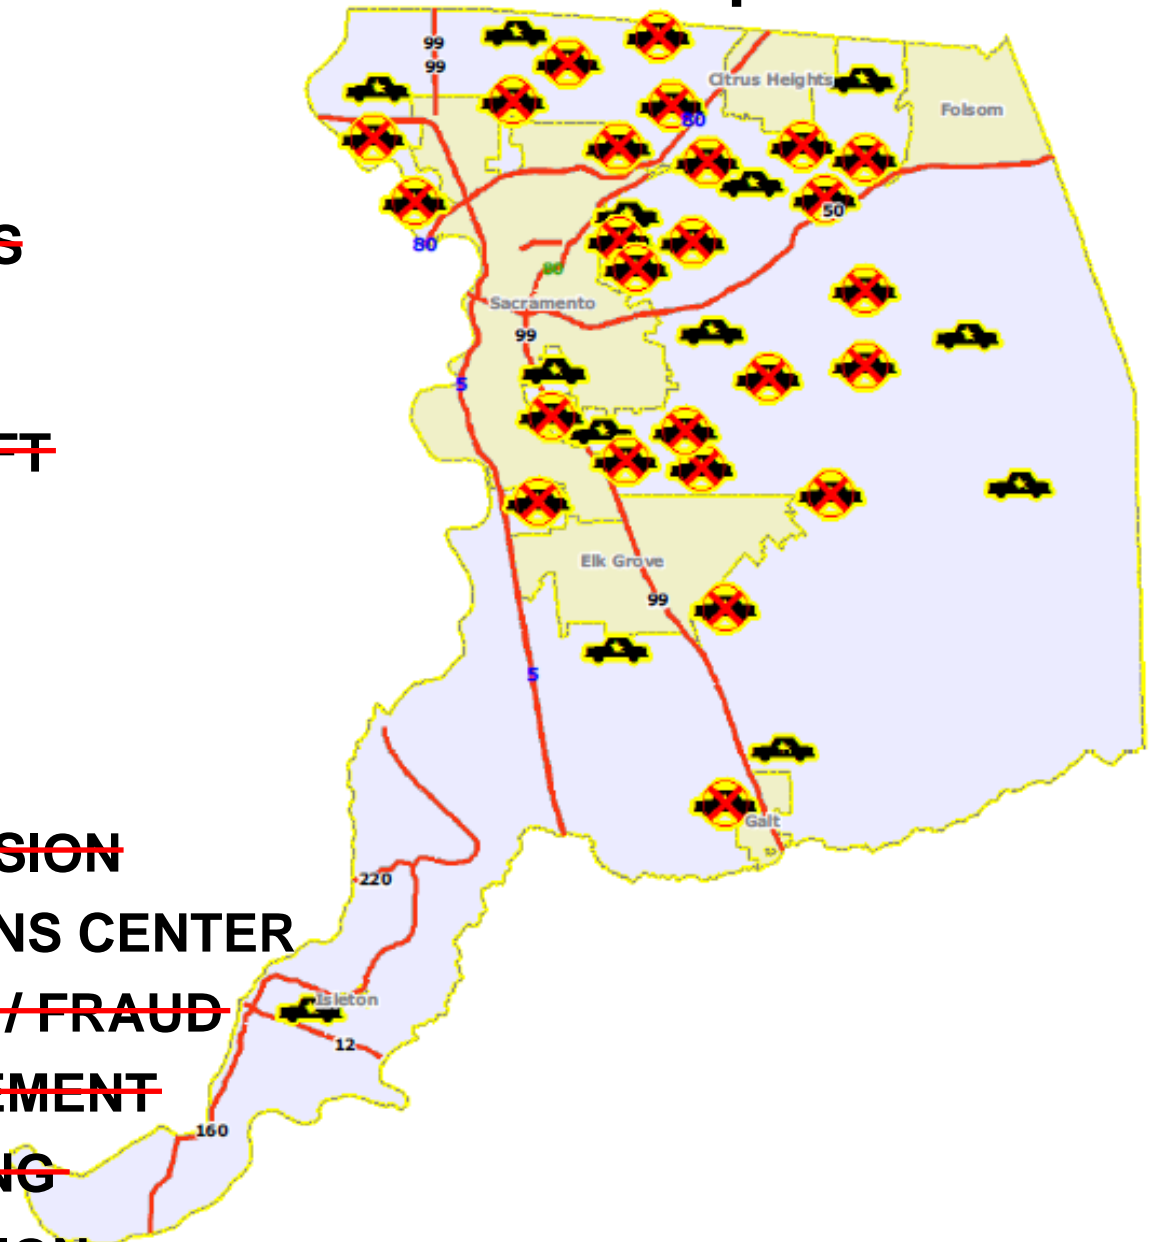 99
99
Citrus Heights
Folsom
80
50
S
80
80
Sacramento
99
5
FT
Elk Grove
99
5
Galt
SION
220
NS CENTER
Isleton
/ FRAUD
12
EMENT
160
NG